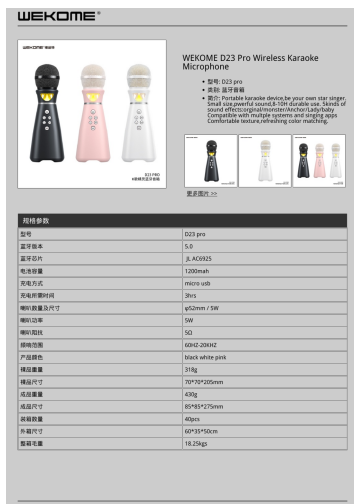 WEKOME®
WEKOME®
D23 PRO
WEKOME D23 Pro Wireless Karaoke
Microphone
型号: D23 pro
类别: 蓝牙音箱
简介: Portable karaoke device,be your own star singer,
Small size,pwerful sound,8-10H durable use. 5kinds of
sound effects:orginal/monster/Anchor/Lady/baby
Compatible with multple systems and singing apps
Comfortable texture,refreshing color matching.
更多图片 >>
规格参数
型号 D23 pro
蓝牙版本 5.0
蓝牙芯片 JL AC6925
电池容量 1200mah
充电方式 micro usb
充电所需时间 3hrs
喇叭数量及尺寸 φ52mm / 5W
喇叭功率 5W
喇叭阻抗 5Ω
频响范围 60HZ-20KHZ
产品颜色 black white pink
裸品重量 318g
裸品尺寸 70*70*205mm
成品重量 430g
成品尺寸 85*85*275mm
装箱数量 40pcs
外箱尺寸 60*35*50cm
整箱毛重 18.25kgs